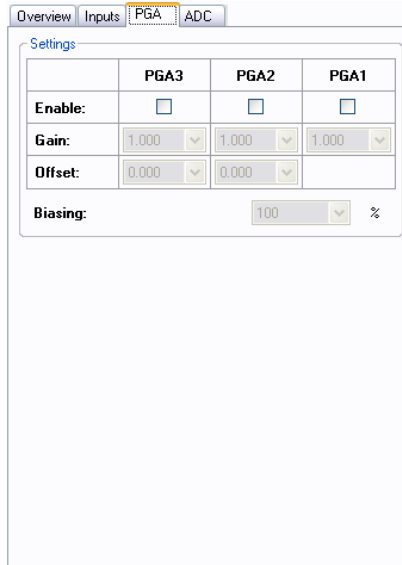 Overview Inputs PGA ADC
Settings
PGA3 PGA2 PGA1
Enable:
Gain: 1.000 1.000 1.000
Offset: 0.000 0.000
Biasing: 100 %